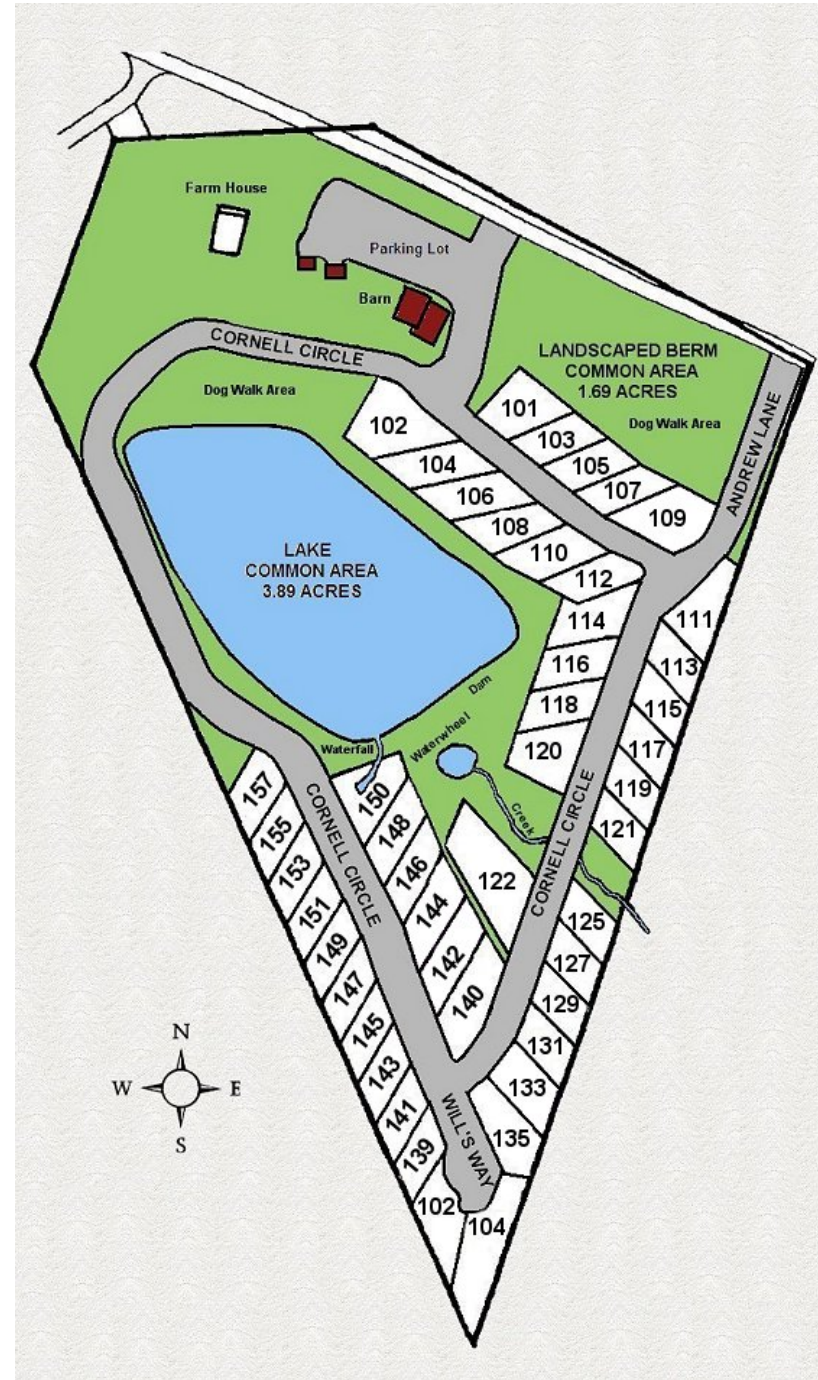 Farm House
Parking Lot
Barn
CORNELL CIRCLE
LANDSCAPED BERM
COMMON AREA
1.69 ACRES
Dog Walk Area
Dog Walk Area
ANDREW LANE
101
103
105
107
109
102
104
106
108
110
112
LAKE
COMMON AREA
3.89 ACRES
114
116
118
120
111
113
115
117
119
121
Dam
Waterwheel
Waterfall
Creek
CORNELL CIRCLE
CORNELL CIRCLE
122
150
148
146
144
142
140
157
155
153
151
149
147
145
143
141
139
125
127
129
131
133
135
WILL'S WAY
102
104
N
W
E
S